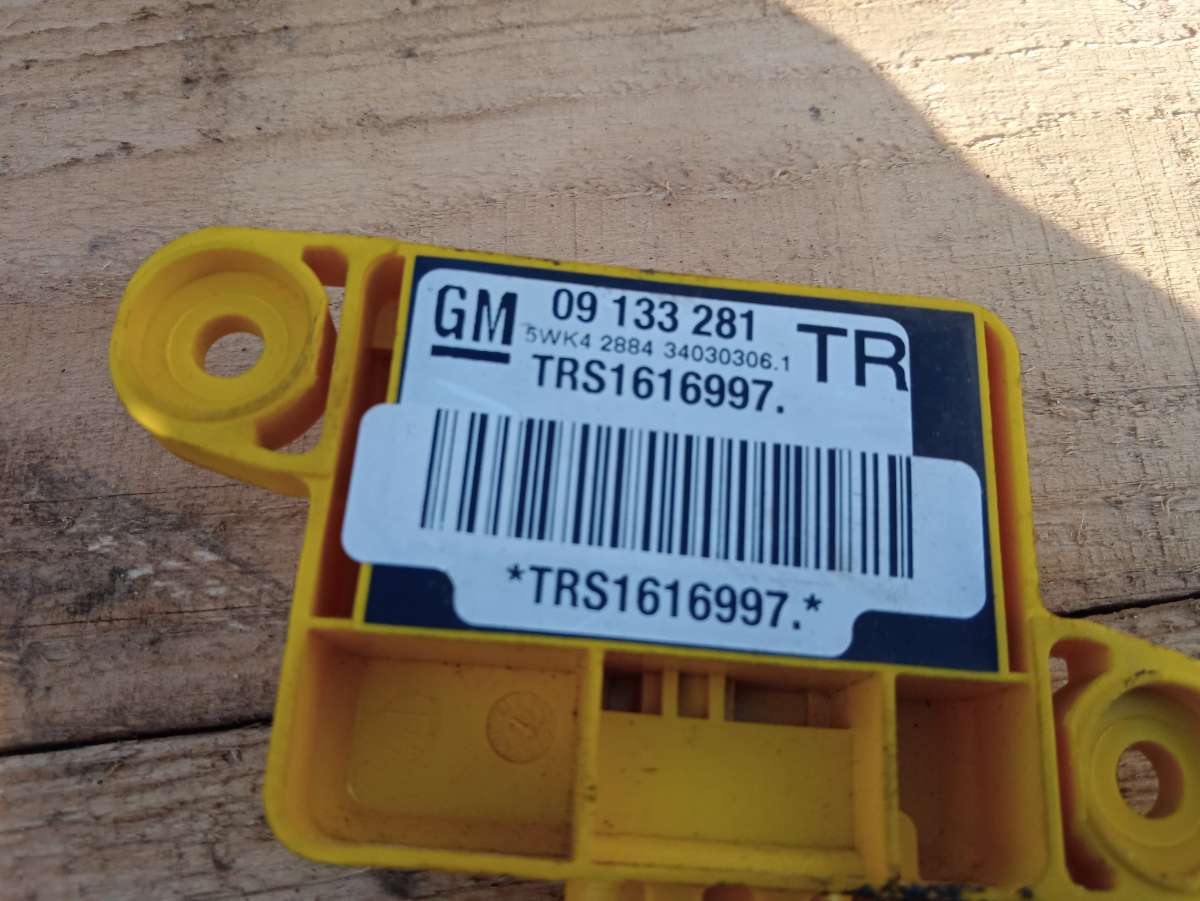 GM 09 133 281 TR
5WK4 2884 34030306.1
TRS1616997.
*TRS1616997.*